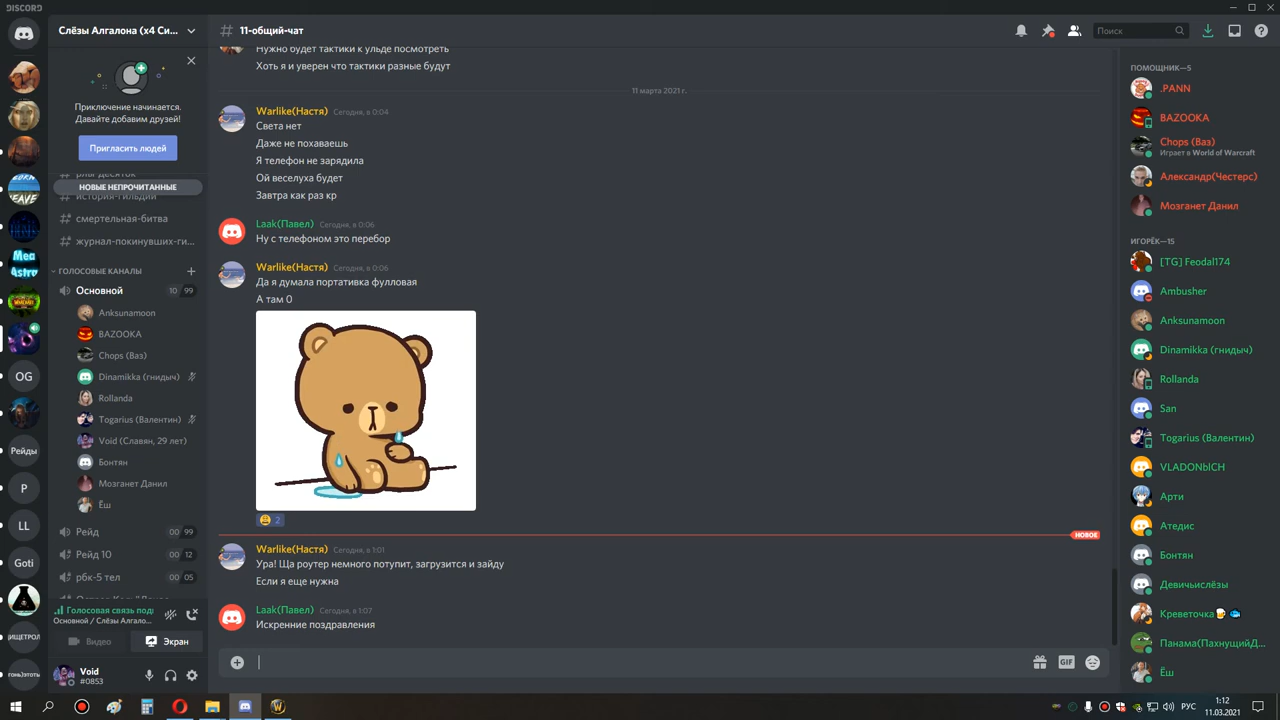 DISCORD
Слёзы Алгалона (x4 Си...
11-общий-чат
Поиск
Приключение начинается.
Давайте добавим друзей!
Пригласить людей
НОВЫЕ НЕПРОЧИТАННЫЕ
история-гильдии
смертельная-битва
журнал-покинувших-ги...
ГОЛОСОВЫЕ КАНАЛЫ
Основной 10 99
Anksunamoon
BAZOOKA
Chops (Ваз)
Dinamikka (гнидыч)
Rollanda
Togarius (Валентин)
Void (Славян, 29 лет)
Бонтян
Мозганет Данил
Ёш
Рейд 00 99
Рейд 10 00 12
рбк-5 тел 00 05
Голосовая связь подк
Основной / Слёзы Алгало...
Видео
Экран
Void
#0853
OG
Рейды
P
LL
Goti
Нужно будет тактики к ульде посмотреть
Хоть я и уверен что тактики разные будут
11 марта 2021 г.
Warlike(Настя) Сегодня, в 0:04
Света нет
Даже не похаваешь
Я телефон не зарядила
Ой веселуха будет
Завтра как раз кр
Laak(Павел) Сегодня, в 0:06
Ну с телефоном это перебор
Warlike(Настя) Сегодня, в 0:06
Да я думала портативка фулловая
А там 0
2
НОВОЕ
Warlike(Настя) Сегодня, в 1:01
Ура! Ща роутер немного потупит, загрузится и зайду
Если я еще нужна
Laak(Павел) Сегодня, в 1:07
Искренние поздравления
GIF
ПОМОЩНИК—5
.PANN
BAZOOKA
Chops (Ваз)
Играет в World of Warcraft
Александр(Честерс)
Мозганет Данил
ИГОРЁК—15
[TG] Feodal174
Ambusher
Anksunamoon
Dinamikka (гнидыч)
Rollanda
San
Togarius (Валентин)
VLADONbICH
Арти
Атедис
Бонтян
Девичьислёзы
Креветочка
Панама(ПахнущийД...
Ёш
РУС
1:12
11.03.2021